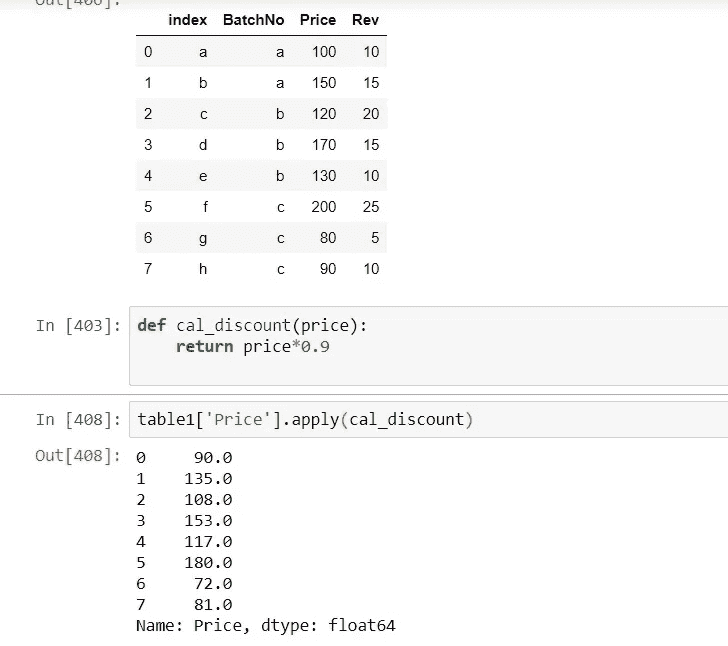 index BatchNo Price Rev
0 a a 100 10
1 b a 150 15
2 c b 120 20
3 d b 170 15
4 e b 130 10
5 f c 200 25
6 g c 80 5
7 h c 90 10
In [403]: def cal_discount(price):
return price*0.9
In [408]: table1['Price'].apply(cal_discount)
Out[408]: 0 90.0
1 135.0
2 108.0
3 153.0
4 117.0
5 180.0
6 72.0
7 81.0
Name: Price, dtype: float64